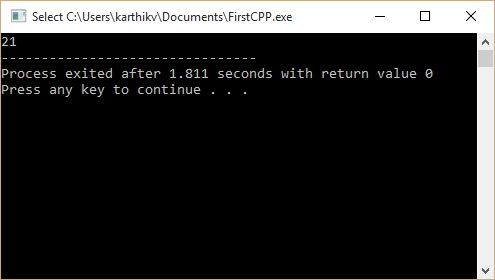 Select C:\Users\karthikv\Documents\FirstCPP.exe
21
--------------------------------
Process exited after 1.811 seconds with return value 0
Press any key to continue . . .